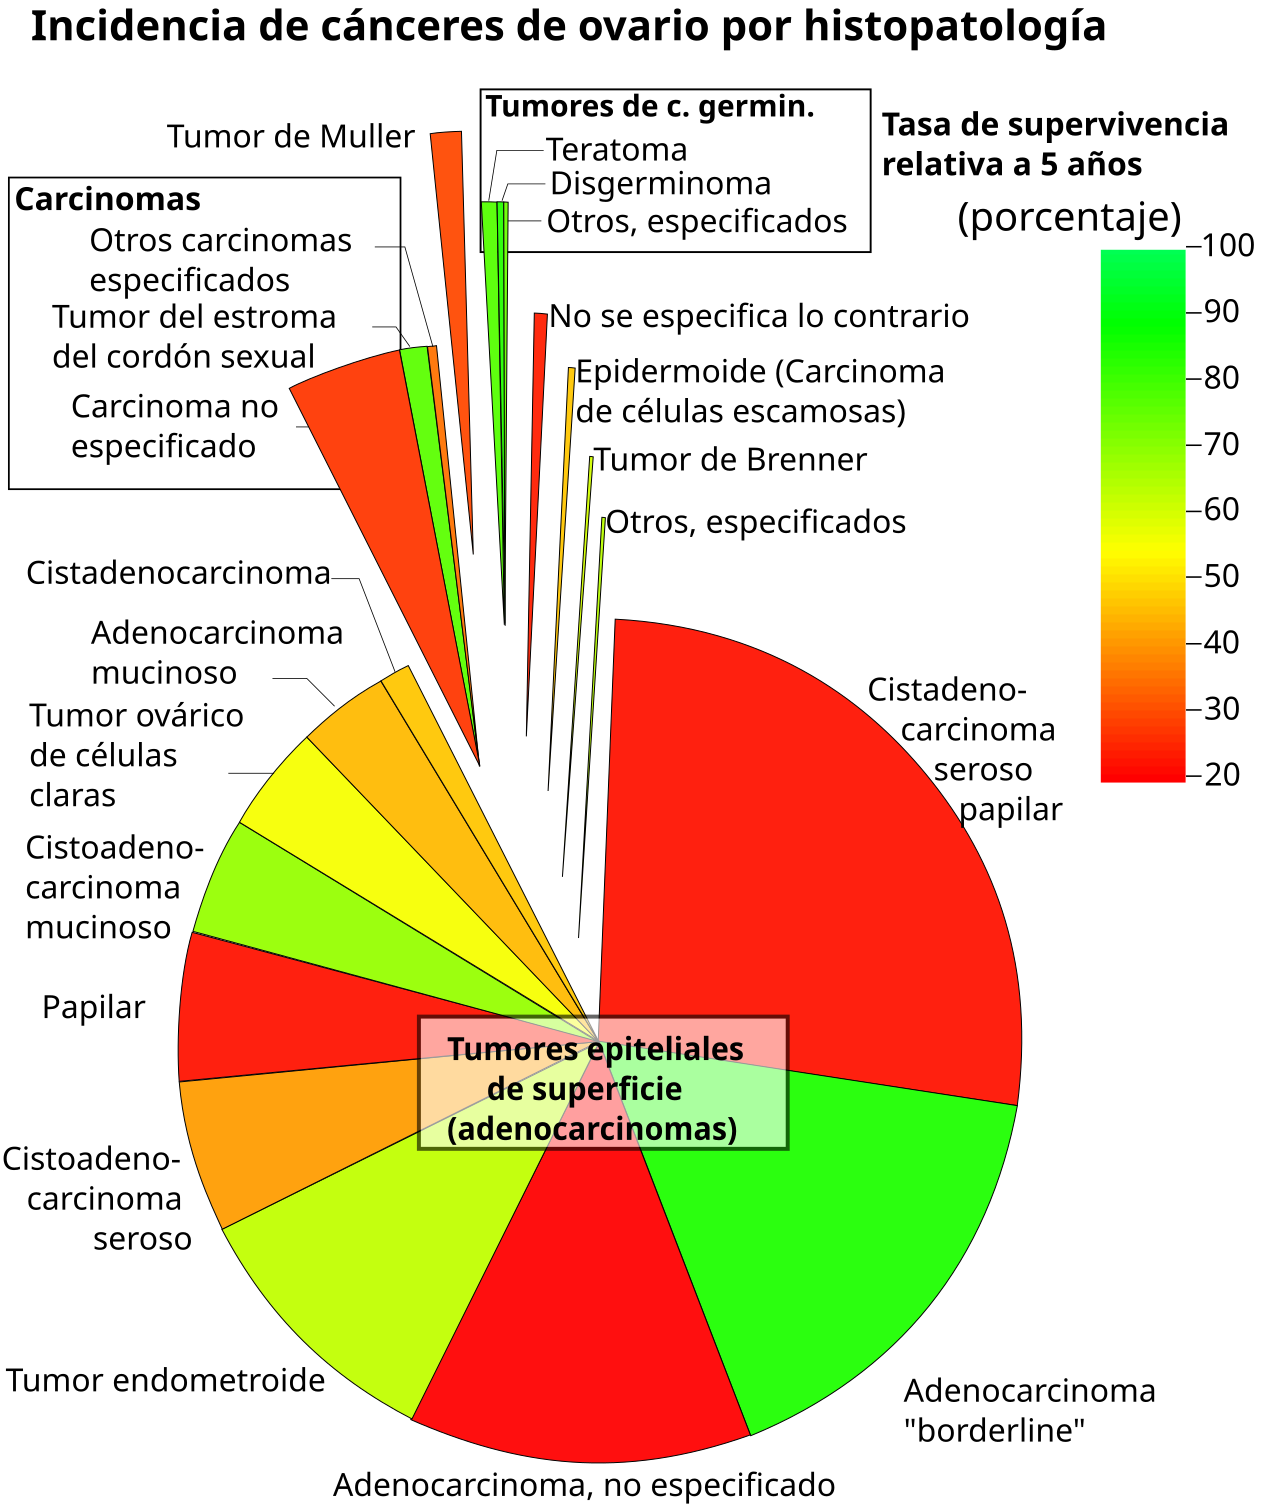 Incidencia de cánceres de ovario por histopatología
Tumor de Muller
Tumores de c. germin.
Teratoma
Disgerminoma
Otros, especificados
Tasa de supervivencia
relativa a 5 años
(porcentaje)
100
90
80
70
60
50
40
30
20
Carcinomas
Otros carcinomas
especificados
Tumor del estroma
del cordón sexual
Carcinoma no
especificado
No se especifica lo contrario
Epidermoide (Carcinoma
de células escamosas)
Tumor de Brenner
Otros, especificados
Cistadenocarcinoma
Adenocarcinoma
mucinoso
Tumor ovárico
de células
claras
Cistoadeno-
carcinoma
mucinoso
Papilar
Cistoadeno-
carcinoma
seroso
Tumor endometroide
Cistadeno-
carcinoma
seroso
papilar
Tumores epiteliales
de superficie
(adenocarcinomas)
Adenocarcinoma
"borderline"
Adenocarcinoma, no especificado